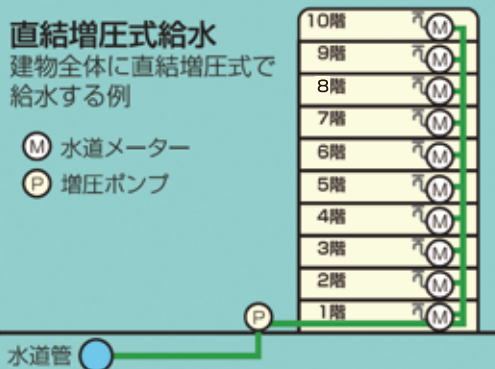 直結増圧式給水
建物全体に直結増圧式で
給水する例
M 水道メーター
P 増圧ポンプ
10階 M
9階 M
8階 M
7階 M
6階 M
5階 M
4階 M
3階 M
2階 M
1階 M
P
水道管